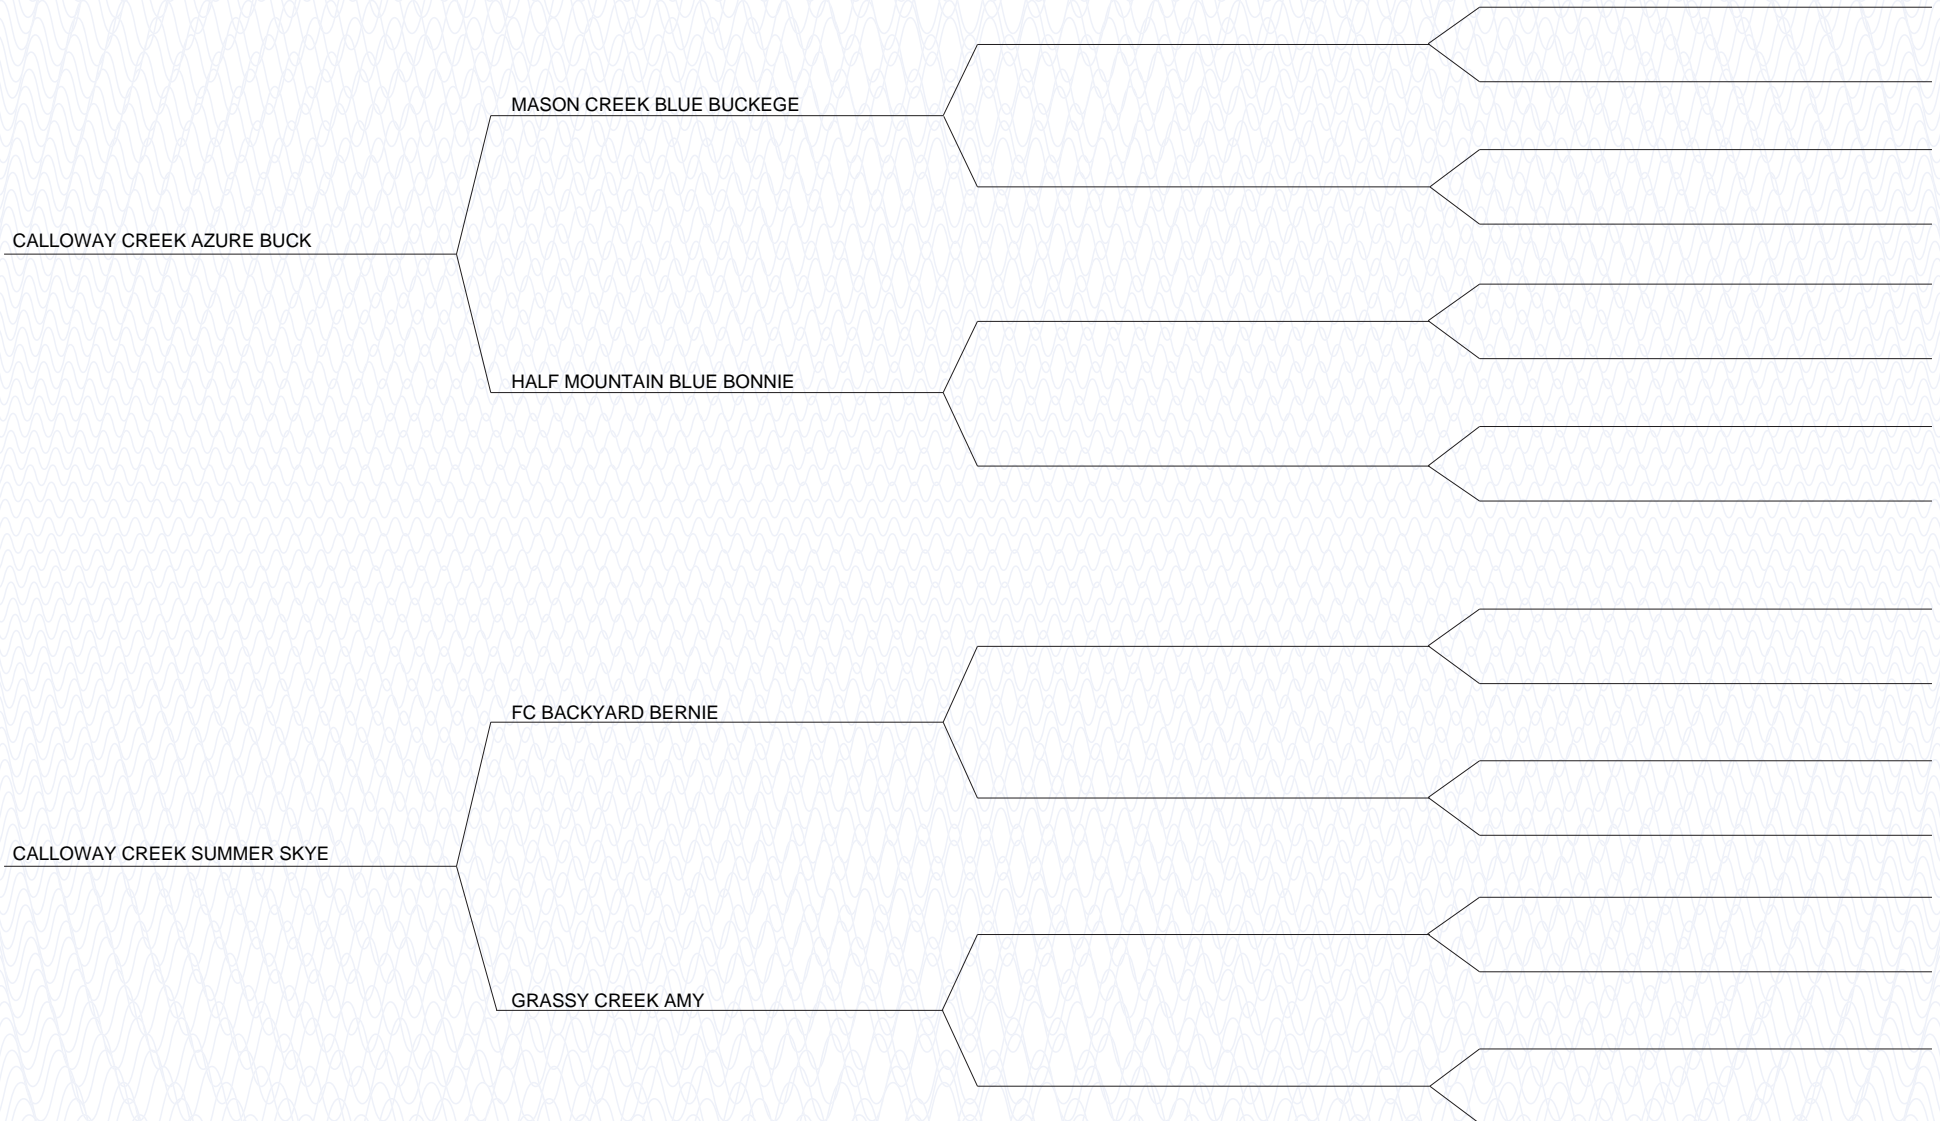 MASON CREEK BLUE BUCKEGE
CALLOWAY CREEK AZURE BUCK
HALF MOUNTAIN BLUE BONNIE
FC BACKYARD BERNIE
CALLOWAY CREEK SUMMER SKYE
GRASSY CREEK AMY